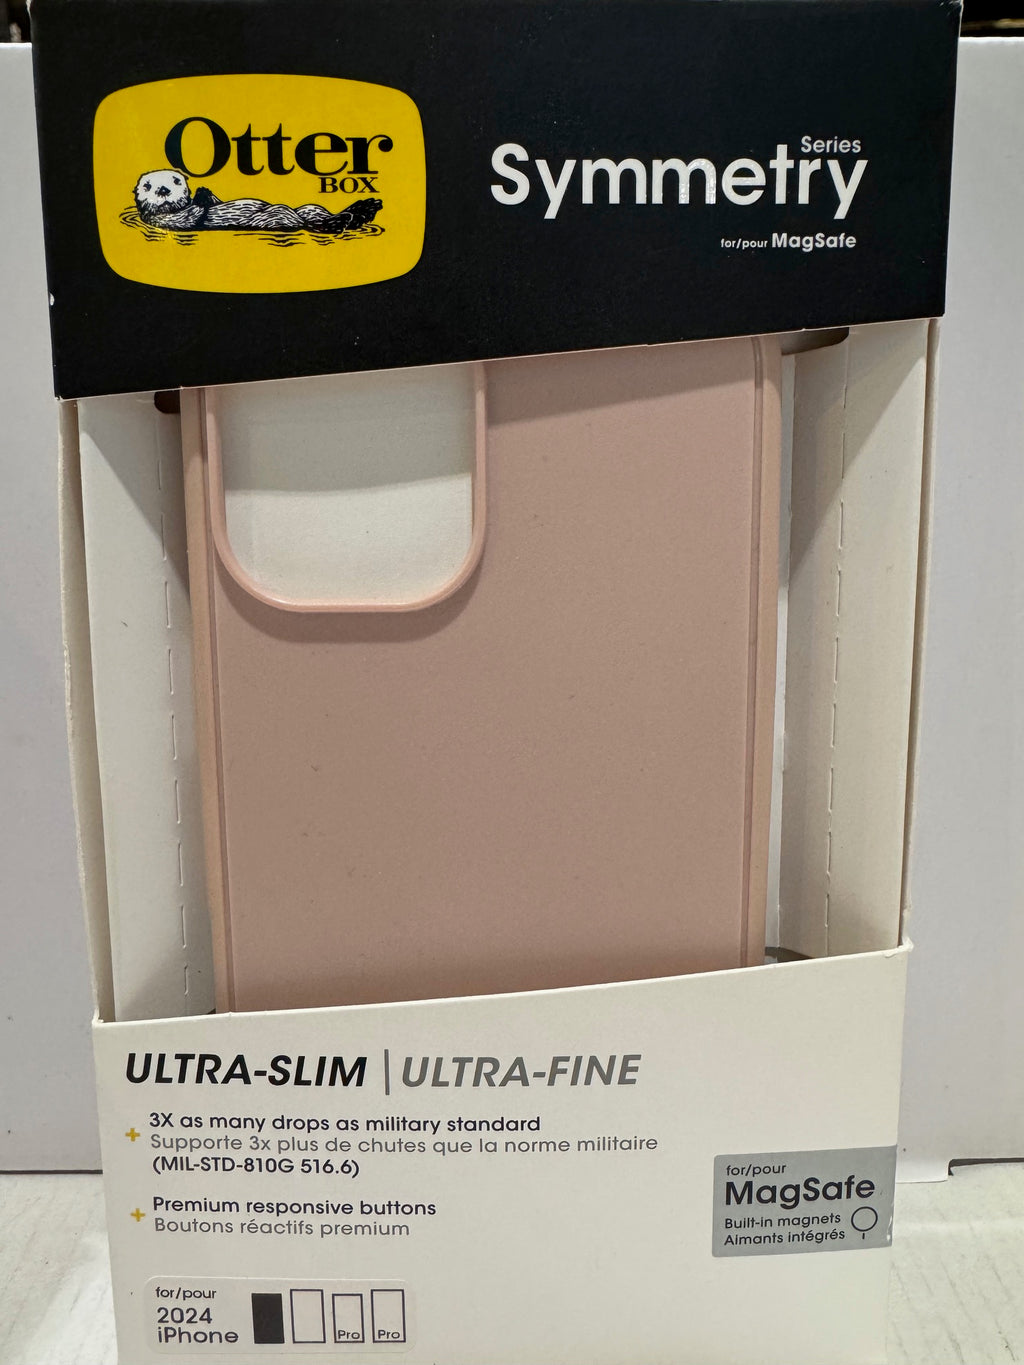 Otter
BOX
Series
Symmetry
for/pour MagSafe
ULTRA-SLIM | ULTRA-FINE
+ 3X as many drops as military standard
Supporte 3x plus de chutes que la norme militaire
(MIL-STD-810G 516.6)
+ Premium responsive buttons
Boutons réactifs premium
for/pour
MagSafe
Built-in magnets
Aimants intégrés
for/pour
2024
iPhone
Pro Pro